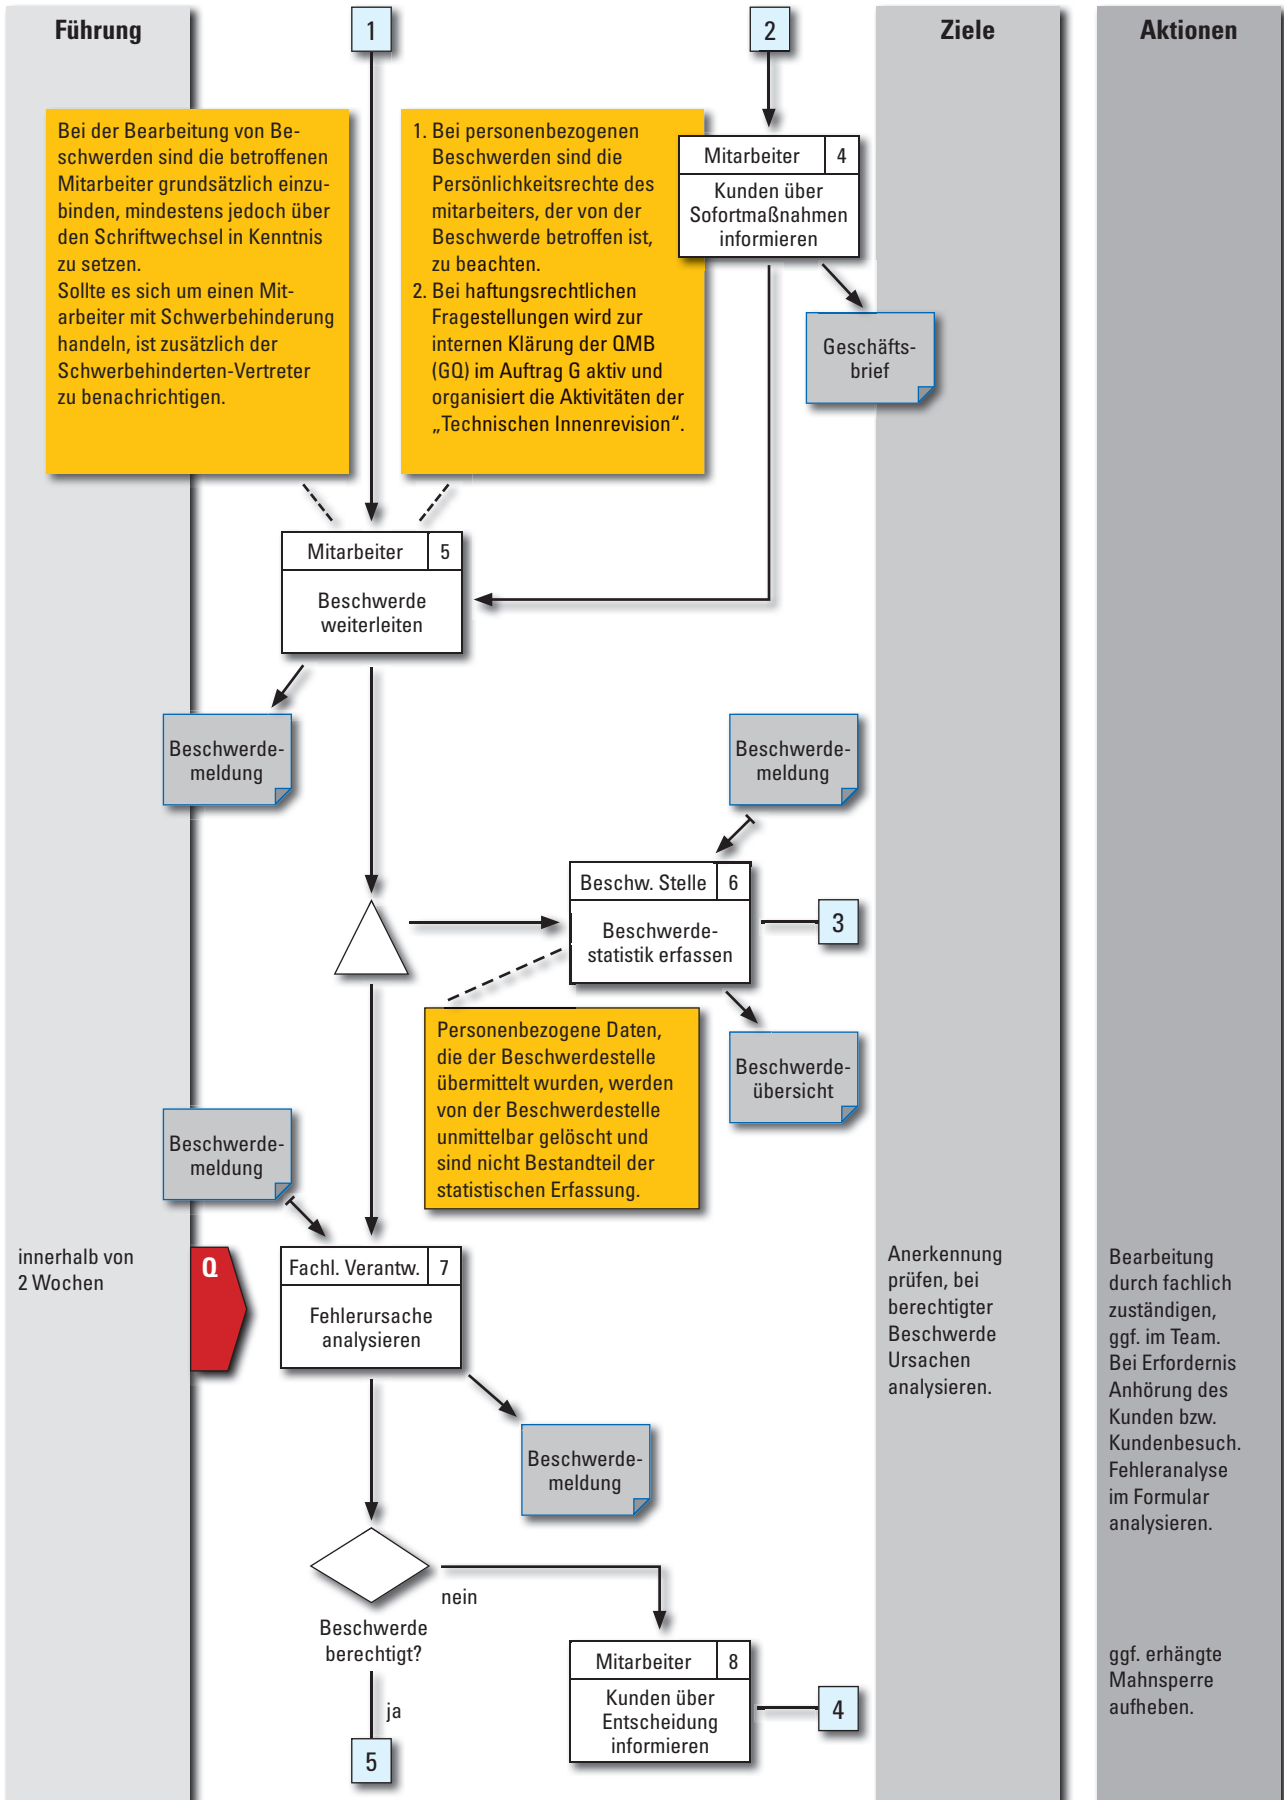 Führung
1
2
Ziele
Aktionen
Bei der Bearbeitung von Be-
schwerden sind die betroffenen
Mitarbeiter grundsätzlich einzu-
binden, mindestens jedoch über
den Schriftwechsel in Kenntnis
zu setzen.
Sollte es sich um einen Mit-
arbeiter mit Schwerbehinderung
handeln, ist zusätzlich der
Schwerbehinderten-Vertreter
zu benachrichtigen.
1. Bei personenbezogenen
Beschwerden sind die
Persönlichkeitsrechte des
mitarbeiters, der von der
Beschwerde betroffen ist,
zu beachten.
2. Bei haftungsrechtlichen
Fragestellungen wird zur
internen Klärung der QMB
(GQ) im Auftrag G aktiv und
organisiert die Aktivitäten der
„Technischen Innenrevision“.
Mitarbeiter 4
Kunden über
Sofortmaßnahmen
informieren
Geschäfts-
brief
Mitarbeiter 5
Beschwerde
weiterleiten
Beschwerde-
meldung
Beschwerde-
meldung
Beschw. Stelle 6
Beschwerde-
statistik erfassen
3
Personenbezogene Daten,
die der Beschwerdestelle
übermittelt wurden, werden
von der Beschwerdestelle
unmittelbar gelöscht und
sind nicht Bestandteil der
statistischen Erfassung.
Beschwerde-
übersicht
Beschwerde-
meldung
innerhalb von
2 Wochen
Q
Fachl. Verantw. 7
Fehlerursache
analysieren
Anerkennung
prüfen, bei
berechtigter
Beschwerde
Ursachen
analysieren.
Bearbeitung
durch fachlich
zuständigen,
ggf. im Team.
Bei Erfordernis
Anhörung des
Kunden bzw.
Kundenbesuch.
Fehleranalyse
im Formular
analysieren.
Beschwerde-
meldung
nein
Beschwerde
berechtigt?
ja
5
Mitarbeiter 8
Kunden über
Entscheidung
informieren
4
ggf. erhängte
Mahnsperre
aufheben.